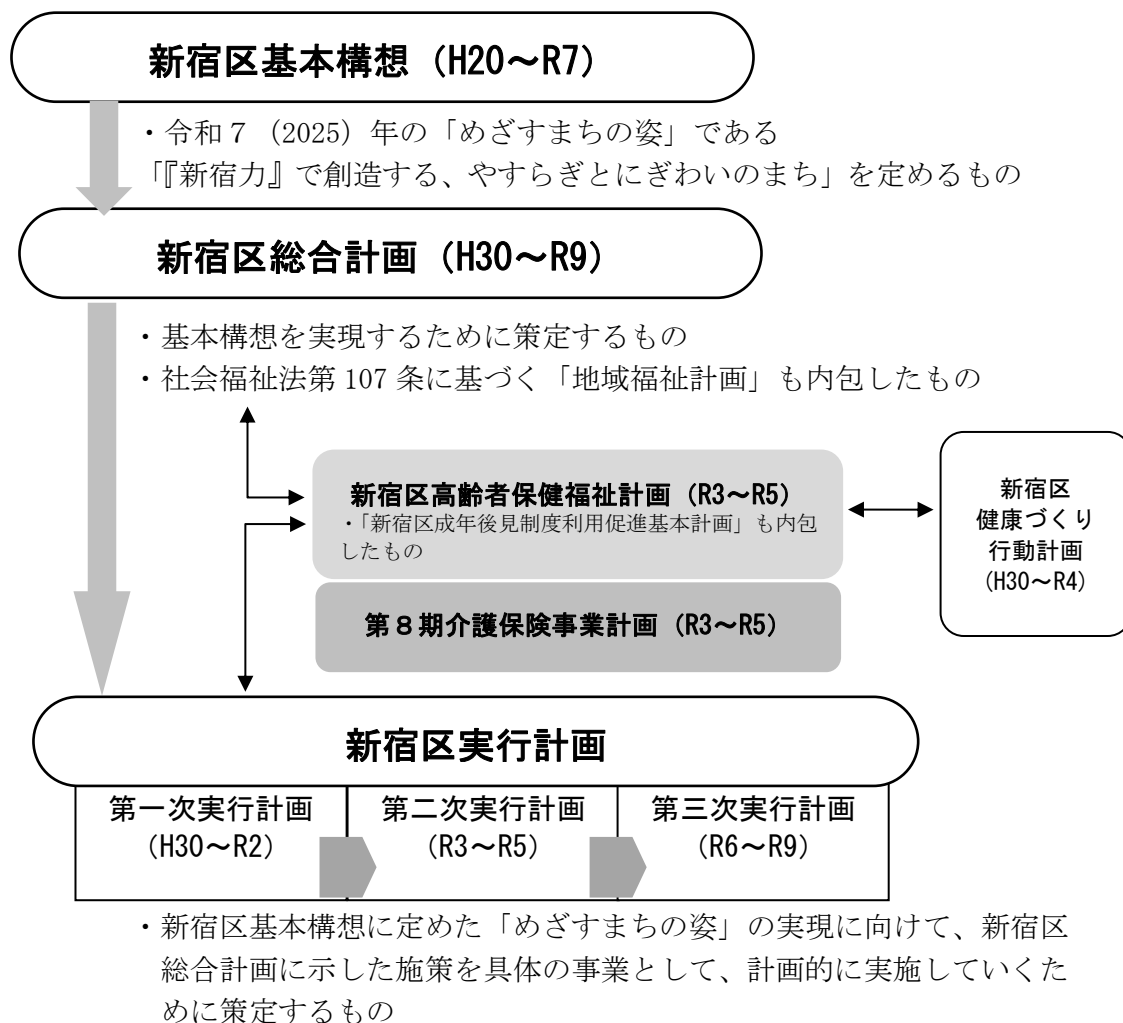 新宿区基本構想（H20～R7）
・令和７（2025）年の「めざすまちの姿」である
「『新宿力』で創造する、やすらぎとにぎわいのまち」を定めるもの
新宿区総合計画（H30～R9）
・基本構想を実現するために策定するもの
・社会福祉法第 107 条に基づく「地域福祉計画」も内包したもの
新宿区高齢者保健福祉計画（R3～R5）
・「新宿区成年後見制度利用促進基本計画」も内包
したもの
第８期介護保険事業計画（R3～R5）
新宿区
健康づくり
行動計画
(H30～R4)
新宿区実行計画
第一次実行計画
（H30～R2）
第二次実行計画
（R3～R5）
第三次実行計画
（R6～R9）
・新宿区基本構想に定めた「めざすまちの姿」の実現に向けて、新宿区
総合計画に示した施策を具体の事業として、計画的に実施していくた
めに策定するもの